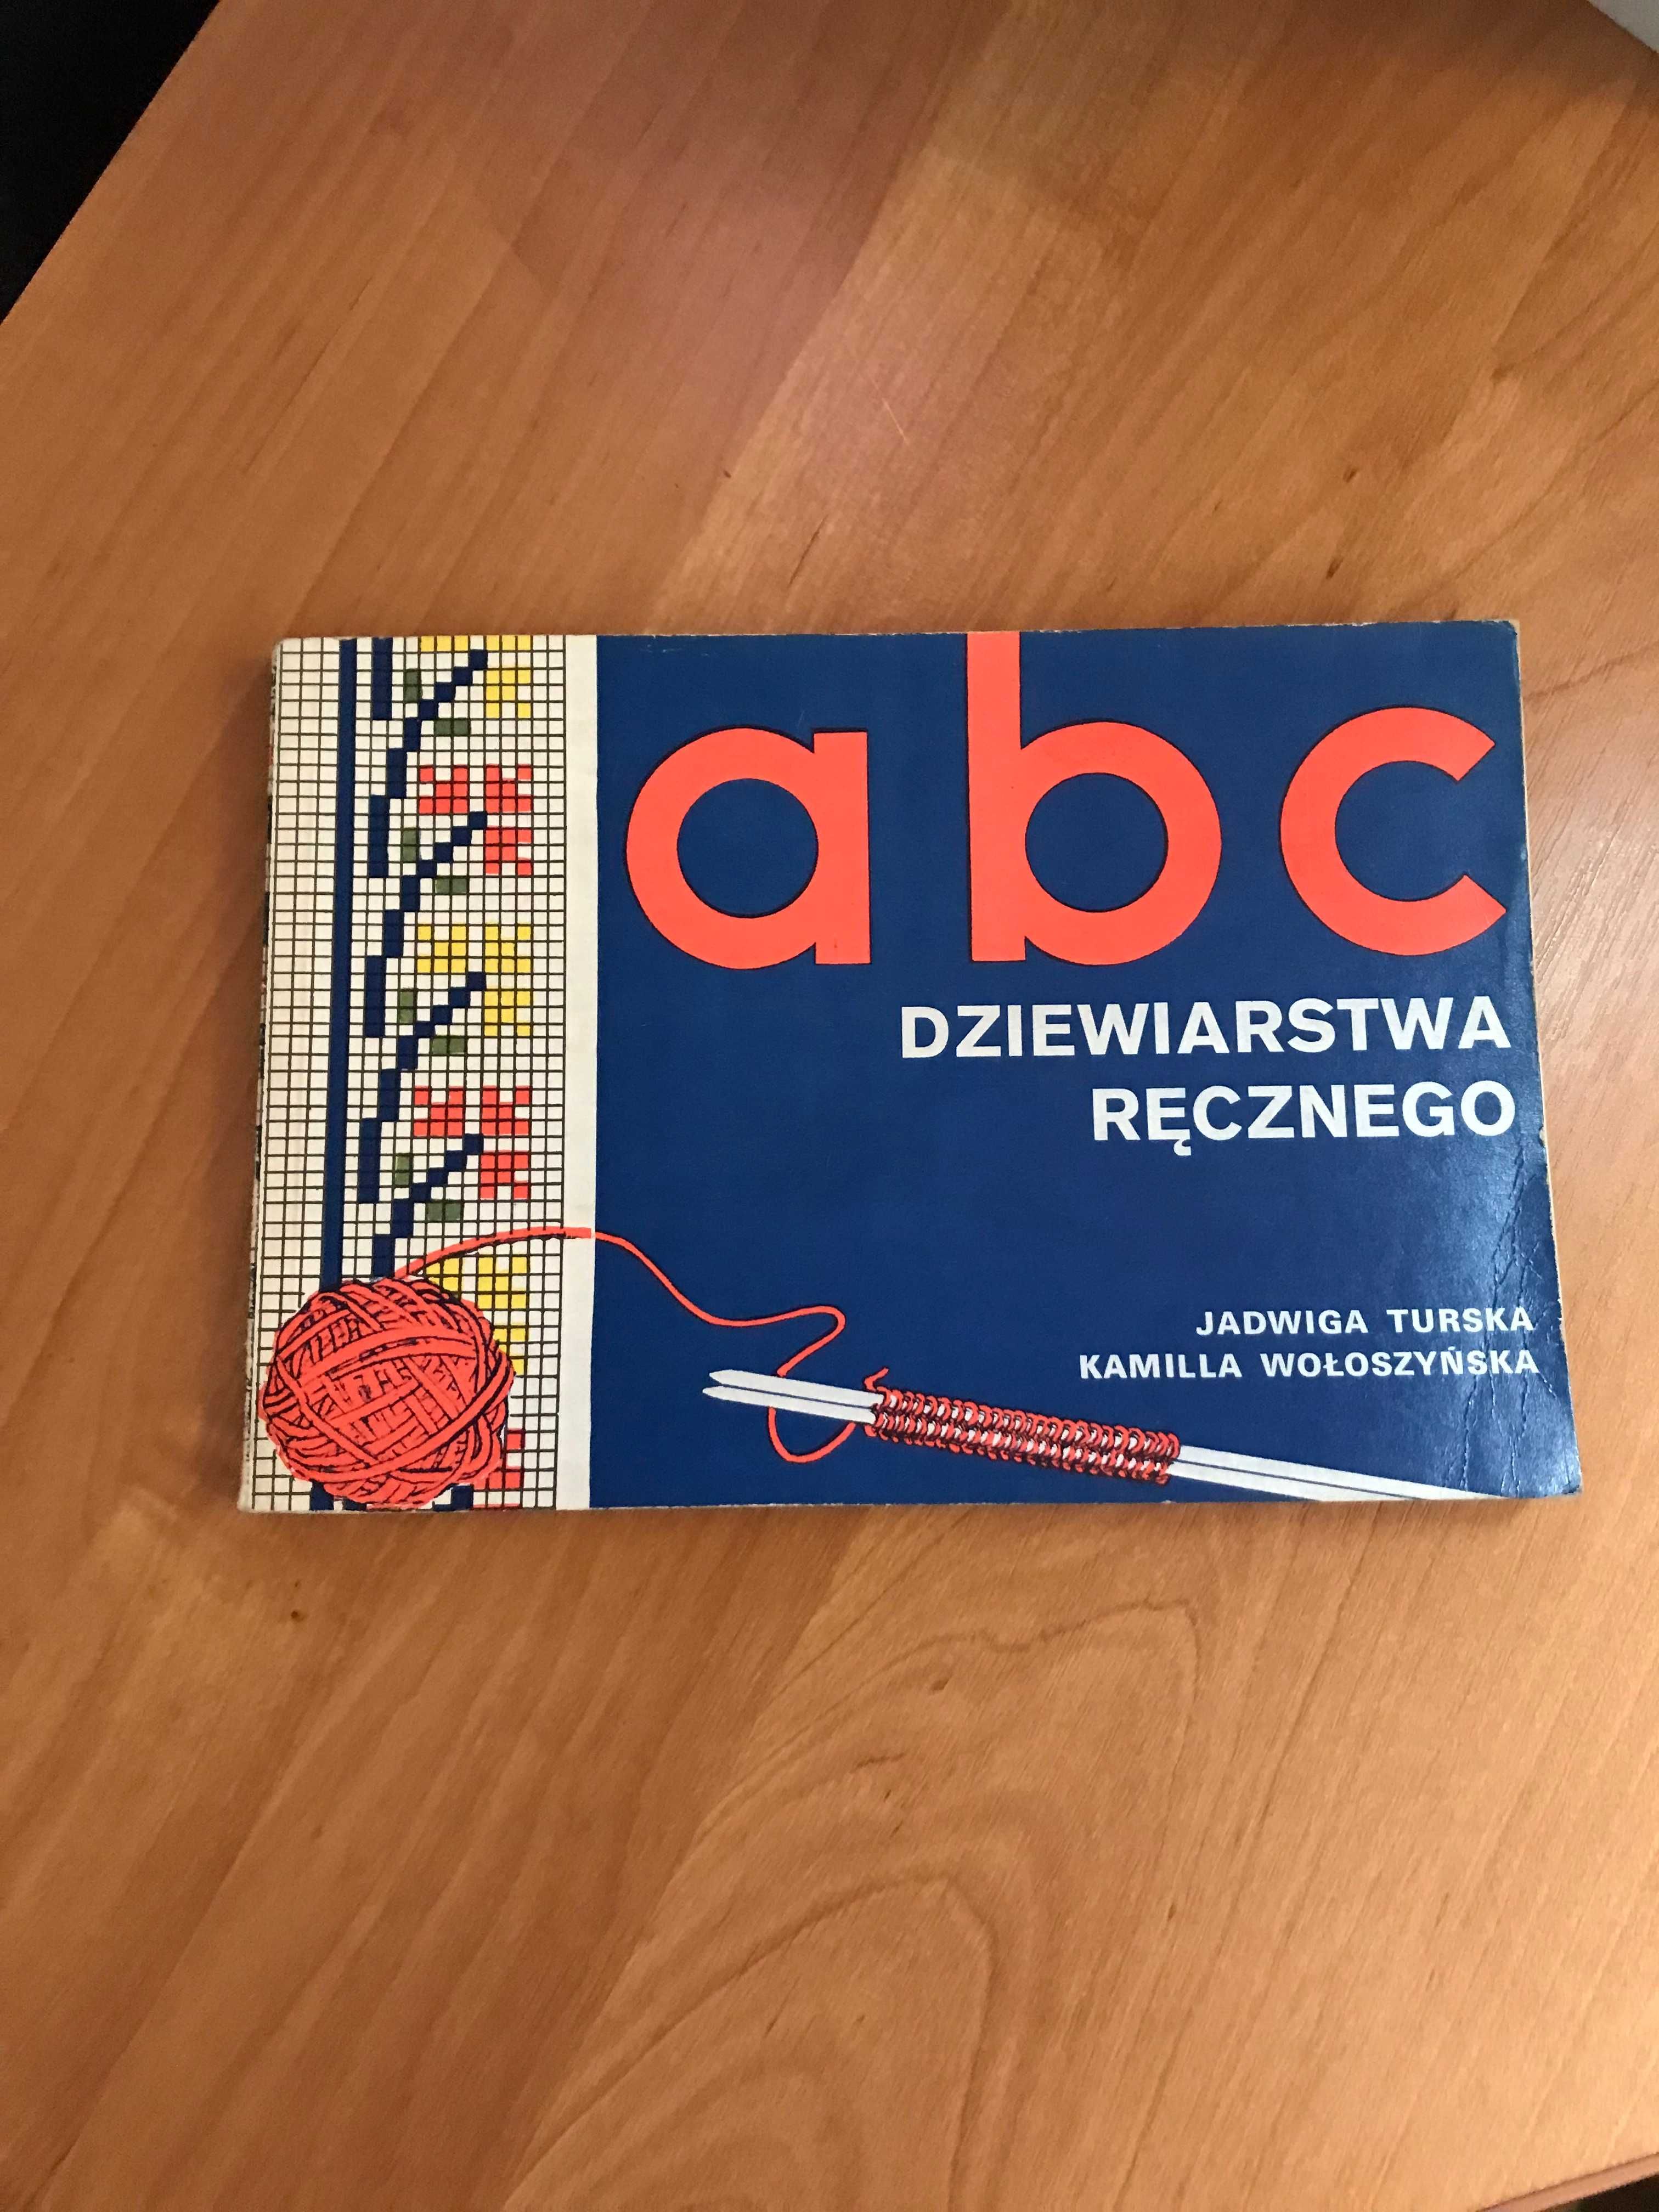 abc
DZIEWIARSTWA
RĘCZNEGO
JADWIGA TURSKA
KAMILLA WOŁOSZYŃSKA